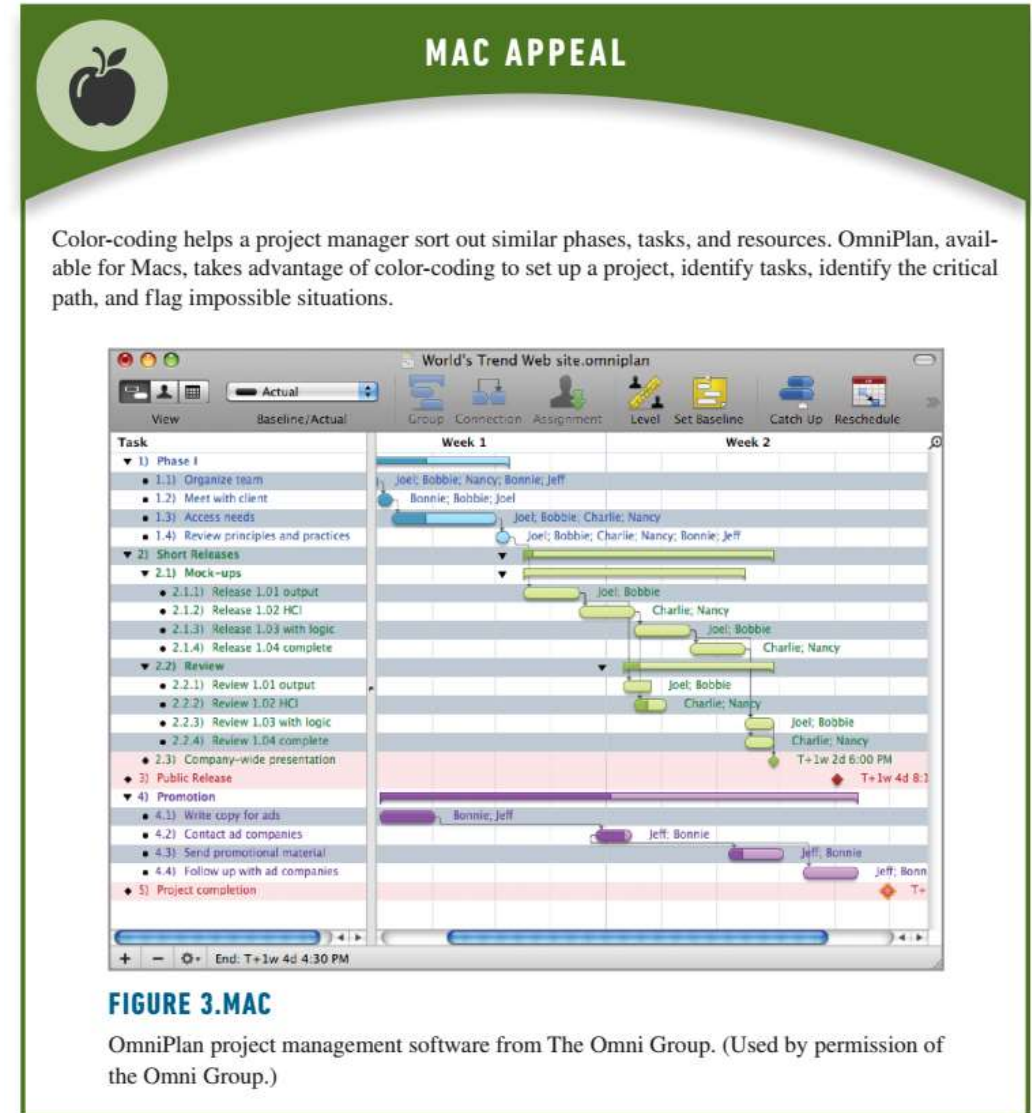 MAC APPEAL
Color-coding helps a project manager sort out similar phases, tasks, and resources. OmniPlan, avail-
able for Macs, takes advantage of color-coding to set up a project, identify tasks, identify the critical
path, and flag impossible situations.
World's Trend Web site.omniplan
Actual
View Baseline/Actual Group Connection Assignment Level Set Baseline Catch Up Reschedule
Task Week 1 Week 2
1) Phase I
1.1) Organize team Joel; Bobbie; Nancy; Bonnie; Jeff
1.2) Meet with client Bonnie; Bobbie; Joel
1.3) Access needs Joel; Bobbie; Charlie; Nancy
1.4) Review principles and practices Joel; Bobbie; Charlie; Nancy; Bonnie; Jeff
2) Short Releases
2.1) Mock-ups
2.1.1) Release 1.01 output Joel; Bobbie
2.1.2) Release 1.02 HCI Charlie; Nancy
2.1.3) Release 1.03 with logic Joel; Bobbie
2.1.4) Release 1.04 complete Charlie; Nancy
2.2) Review
2.2.1) Review 1.01 output Joel; Bobbie
2.2.2) Review 1.02 HCI Charlie; Nancy
2.2.3) Review 1.03 with logic Joel; Bobbie
2.2.4) Review 1.04 complete Charlie; Nancy
2.3) Company-wide presentation T+1w 2d 6:00 PM
3) Public Release T+1w 4d 8:1
4) Promotion
4.1) Write copy for ads Bonnie; Jeff
4.2) Contact ad companies Jeff; Bonnie
4.3) Send promotional material Jeff; Bonnie
4.4) Follow up with ad companies Jeff; Bonn
5) Project completion T+
End: T+1w 4d 4:30 PM
FIGURE 3.MAC
OmniPlan project management software from The Omni Group. (Used by permission of
the Omni Group.)